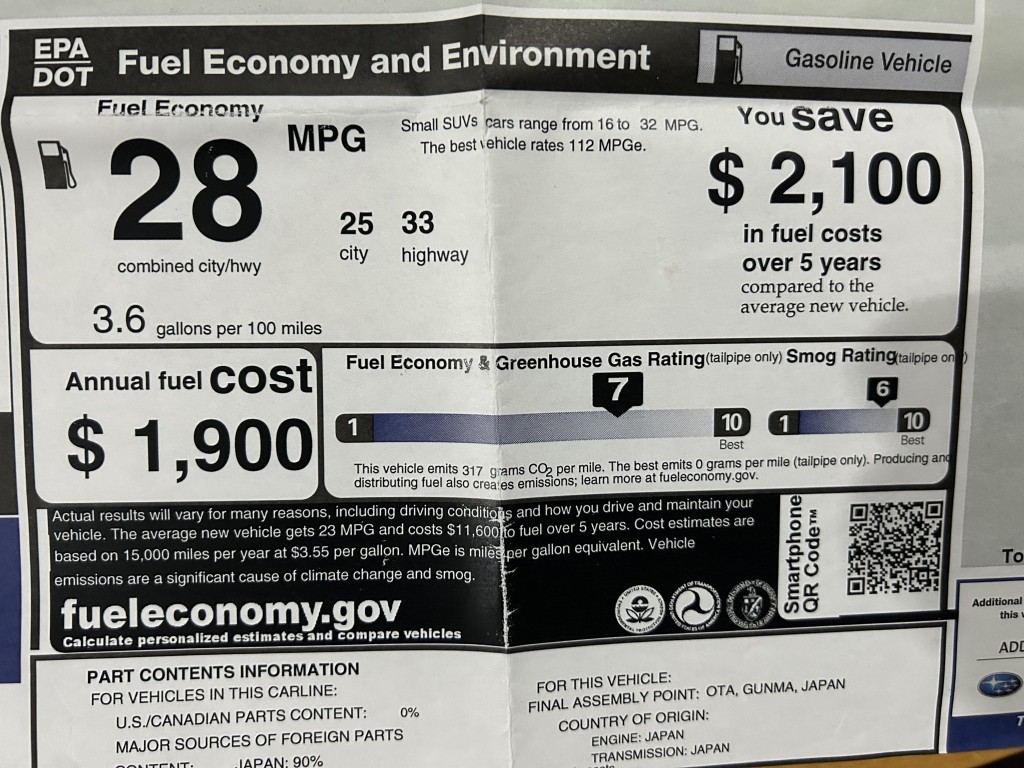 EPA
DOT
Fuel Economy and Environment
Gasoline Vehicle
Fuel Economy
28
MPG
combined city/hwy
25
city
33
highway
3.6 gallons per 100 miles
Small SUVs cars range from 16 to 32 MPG.
The best vehicle rates 112 MPGe.
You save
$ 2,100
in fuel costs
over 5 years
compared to the
average new vehicle.
Annual fuel cost
$ 1,900
Fuel Economy & Greenhouse Gas Rating (tailpipe only)
7
1
10
Best
Smog Rating (tailpipe only)
6
1
10
Best
This vehicle emits 317 grams CO2 per mile. The best emits 0 grams per mile (tailpipe only). Producing and
distributing fuel also creates emissions; learn more at fueleconomy.gov.
Actual results will vary for many reasons, including driving conditions and how you drive and maintain your
vehicle. The average new vehicle gets 23 MPG and costs $11,600 to fuel over 5 years. Cost estimates are
based on 15,000 miles per year at $3.55 per gallon. MPGe is miles per gallon equivalent. Vehicle
emissions are a significant cause of climate change and smog.
fueleconomy.gov
Calculate personalized estimates and compare vehicles
Smartphone
QR Code™
PART CONTENTS INFORMATION
FOR VEHICLES IN THIS CARLINE:
U.S./CANADIAN PARTS CONTENT: 0%
MAJOR SOURCES OF FOREIGN PARTS
CONTENT: JAPAN: 90%
FOR THIS VEHICLE:
FINAL ASSEMBLY POINT: OTA, GUNMA, JAPAN
COUNTRY OF ORIGIN:
ENGINE: JAPAN
TRANSMISSION: JAPAN
To
Additional
this
ADD